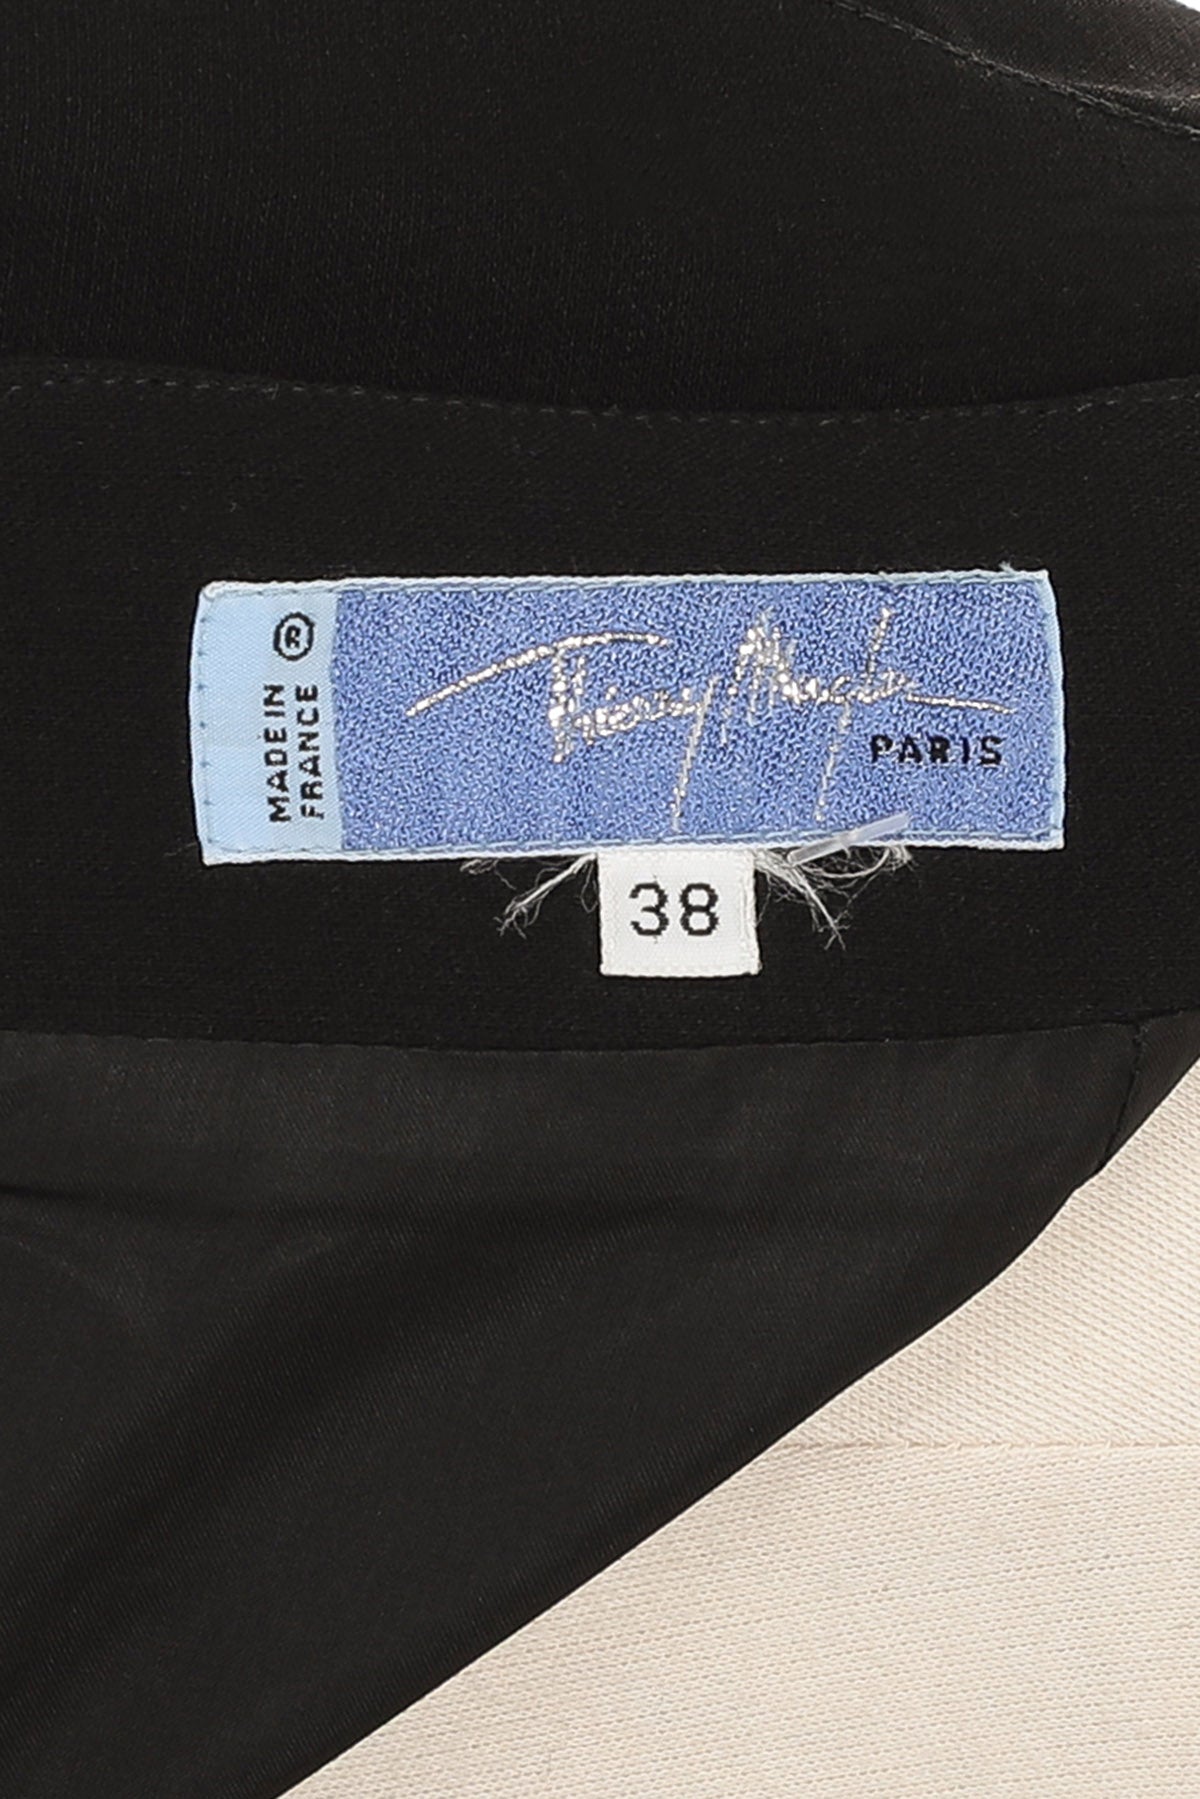 MADE IN
FRANCE ®
Thierry Mugler
PARIS
38